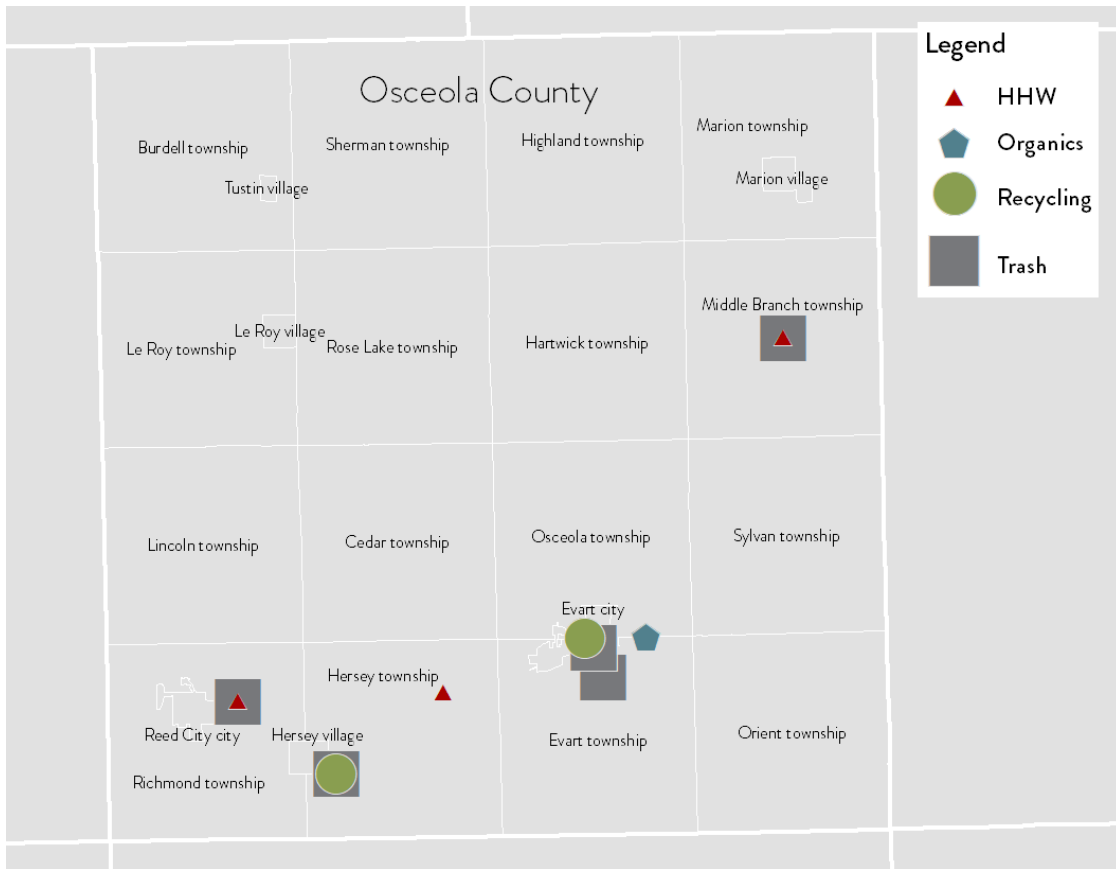 Legend
HHW
Organics
Recycling
Trash
Osceola County
Burdell township
Sherman township
Highland township
Marion township
Tustin village
Marion village
Middle Branch township
Le Roy village
Le Roy township
Rose Lake township
Hartwick township
Lincoln township
Cedar township
Osceola township
Sylvan township
Evart city
Hersey township
Reed City city
Hersey village
Evart township
Orient township
Richmond township